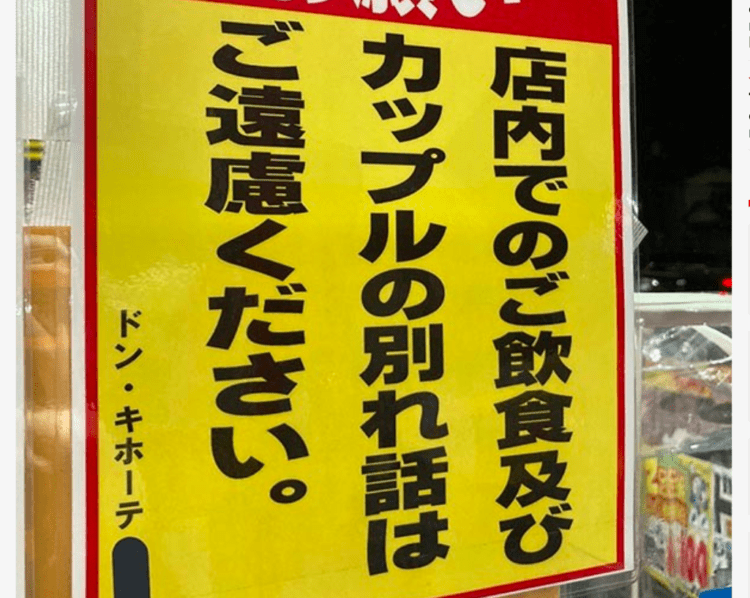 店内でのご飲食及び
カップルの別れ話は
ご遠慮ください。
ドン・キホーテ